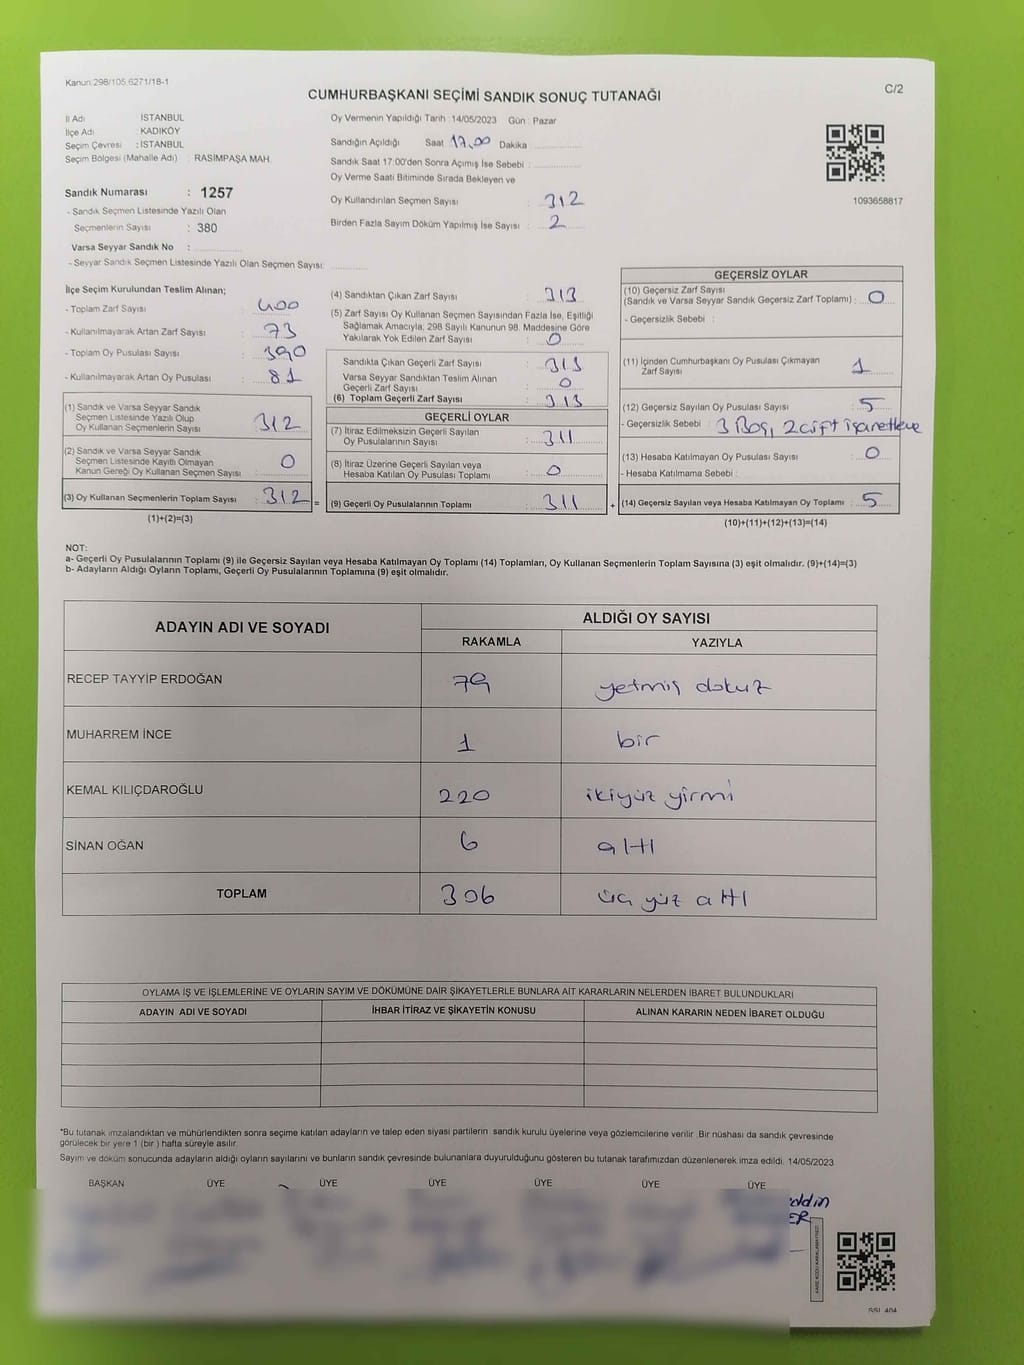 Kanun:298/105 6271/18-1
C/2
CUMHURBAŞKANI SEÇİMİ SANDIK SONUÇ TUTANAĞI
İl Adı : İSTANBUL
İlçe Adı : KADIKÖY
Seçim Çevresi : İSTANBUL
Seçim Bölgesi (Mahalle Adı) : RASİMPAŞA MAH.
Sandık Numarası : 1257
- Sandık Seçmen Listesinde Yazılı Olan
Seçmenlerin Sayısı : 380
Varsa Seyyar Sandık No :
- Seyyar Sandık Seçmen Listesinde Yazılı Olan Seçmen Sayısı:
Oy Vermenin Yapıldığı Tarih :14/05/2023 Gün : Pazar
Sandığın Açıldığı Saat 17.00 Dakika
Sandık Saat 17:00'den Sonra Açımış İse Sebebi :
Oy Verme Saati Bitiminde Sırada Bekleyen ve
Oy Kullandırılan Seçmen Sayısı : 312
Birden Fazla Sayım Döküm Yapılmış İse Sayısı : 2
1093658817
İlçe Seçim Kurulundan Teslim Alınan;
- Toplam Zarf Sayısı : 400
- Kullanılmayarak Artan Zarf Sayısı : 73
- Toplam Oy Pusulası Sayısı : 390
- Kullanılmayarak Artan Oy Pusulası : 81
(1) Sandık ve Varsa Seyyar Sandık
Seçmen Listesinde Yazılı Olup
Oy Kullanan Seçmenlerin Sayısı : 312
(2) Sandık ve Varsa Seyyar Sandık
Seçmen Listesinde Kayıtlı Olmayan
Kanun Gereği Oy Kullanan Seçmen Sayısı : 0
(3) Oy Kullanan Seçmenlerin Toplam Sayısı : 312 =
(1)+(2)=(3)
(4) Sandıktan Çıkan Zarf Sayısı : 313
(5) Zarf Sayısı Oy Kullanan Seçmen Sayısından Fazla İse, Eşitliği
Sağlamak Amacıyla; 298 Sayılı Kanunun 98. Maddesine Göre
Yakılarak Yok Edilen Zarf Sayısı : 0
Sandıkta Çıkan Geçerli Zarf Sayısı : 313
Varsa Seyyar Sandıktan Teslim Alınan
Geçerli Zarf Sayısı : 0
(6) Toplam Geçerli Zarf Sayısı : 313
GEÇERLİ OYLAR
(7) İtiraz Edilmeksizin Geçerli Sayılan
Oy Pusulalarının Sayısı : 311
(8) İtiraz Üzerine Geçerli Sayılan veya
Hesaba Katılan Oy Pusulası Toplamı : 0
(9) Geçerli Oy Pusulalarının Toplamı : 311 +
GEÇERSİZ OYLAR
(10) Geçersiz Zarf Sayısı
(Sandık ve Varsa Seyyar Sandık Geçersiz Zarf Toplamı) : 0
- Geçersizlik Sebebi :
(11) İçinden Cumhurbaşkanı Oy Pusulası Çıkmayan
Zarf Sayısı : 1
(12) Geçersiz Sayılan Oy Pusulası Sayısı : 5
- Geçersizlik Sebebi : 3 Boş, 2 çift işaretleme
(13) Hesaba Katılmayan Oy Pusulası Sayısı : 0
- Hesaba Katılmama Sebebi :
(14) Geçersiz Sayılan veya Hesaba Katılmayan Oy Toplamı : 5
(10)+(11)+(12)+(13)=(14)
NOT:
a- Geçerli Oy Pusulalarının Toplamı (9) ile Geçersiz Sayılan veya Hesaba Katılmayan Oy Toplamı (14) Toplamları, Oy Kullanan Seçmenlerin Toplam Sayısına (3) eşit olmalıdır. (9)+(14)=(3)
b- Adayların Aldığı Oyların Toplamı, Geçerli Oy Pusulalarının Toplamına (9) eşit olmalıdır.
ADAYIN ADI VE SOYADI
ALDIĞI OY SAYISI
RAKAMLA YAZIYLA
RECEP TAYYİP ERDOĞAN 79 yetmiş dokuz
MUHARREM İNCE 1 bir
KEMAL KILIÇDAROĞLU 220 ikiyüz yirmi
SİNAN OĞAN 6 altı
TOPLAM 306 üç yüz altı
OYLAMA İŞ VE İŞLEMLERİNE VE OYLARIN SAYIM VE DÖKÜMÜNE DAİR ŞİKAYETLERLE BUNLARA AİT KARARLARIN NELERDEN İBARET BULUNDUKLARI
ADAYIN ADI VE SOYADI İHBAR İTİRAZ VE ŞİKAYETİN KONUSU ALINAN KARARIN NEDEN İBARET OLDUĞU
*Bu tutanak imzalandıktan ve mühürlendikten sonra seçime katılan adayların ve talep eden siyasi partilerin sandık kurulu üyelerine veya gözlemcilerine verilir. Bir nüshası da sandık çevresinde
görülecek bir yere 1 (bir) hafta süreyle asılır.
Sayım ve döküm sonucunda adayların aldığı oyların sayılarını ve bunların sandık çevresinde bulunanlara duyurulduğunu gösteren bu tutanak tarafımızdan düzenlenerek imza edildi. 14/05/2023
BAŞKAN ÜYE ÜYE ÜYE ÜYE ÜYE ÜYE